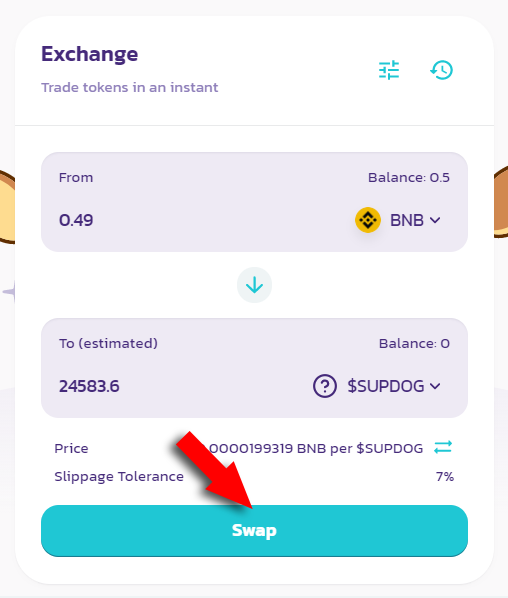 Exchange
Trade tokens in an instant
From Balance: 0.5
0.49 BNB
To (estimated) Balance: 0
24583.6 $SUPDOG
Price .0000199319 BNB per $SUPDOG
Slippage Tolerance 7%
Swap